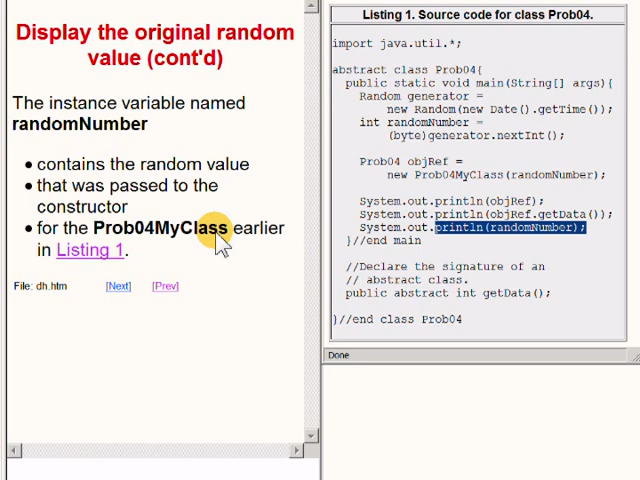 Display the original random
value (cont'd)
The instance variable named
randomNumber
● contains the random value
● that was passed to the
constructor
● for the Prob04MyClass earlier
in Listing 1.
File: dh.htm [Next] [Prev]
Listing 1. Source code for class Prob04.
import java.util.*;
abstract class Prob04{
public static void main(String[] args){
Random generator =
new Random(new Date().getTime());
int randomNumber =
(byte)generator.nextInt();
Prob04 objRef =
new Prob04MyClass(randomNumber);
System.out.println(objRef);
System.out.println(objRef.getData());
System.out.println(randomNumber);
}//end main
//Declare the signature of an
// abstract class.
public abstract int getData();
}//end class Prob04
Done